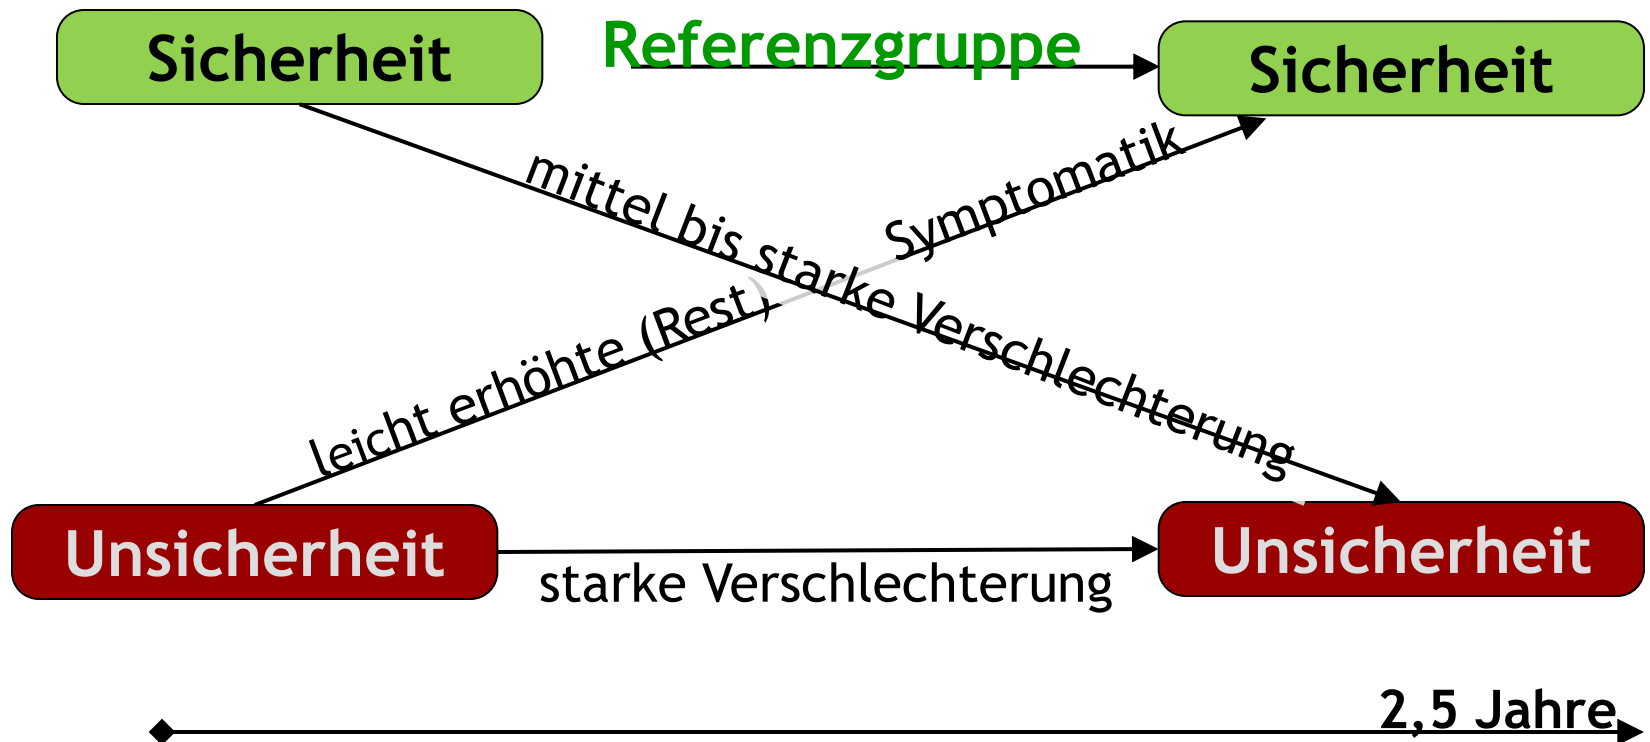 Sicherheit
Referenzgruppe
Sicherheit
mittel bis starke Verschlechterung
leicht erhöhte (Rest) Symptomatik
Unsicherheit
starke Verschlechterung
Unsicherheit
2,5 Jahre